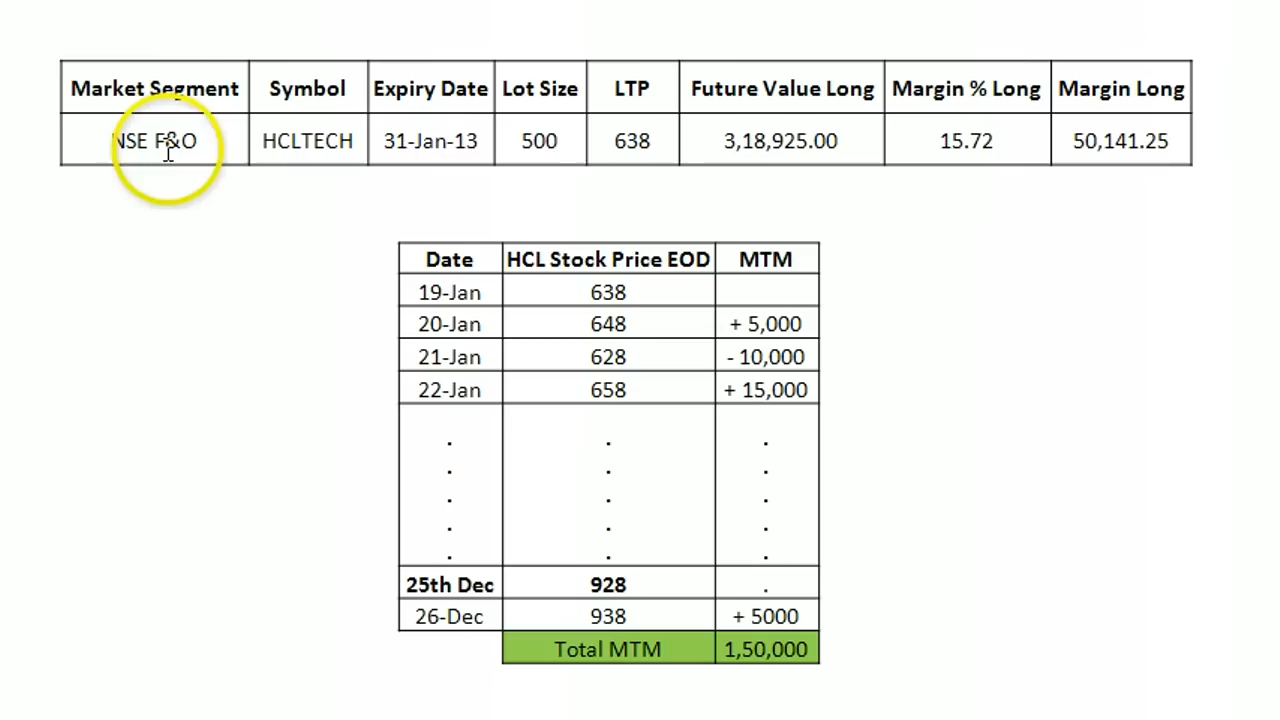 Market Segment Symbol Expiry Date Lot Size LTP Future Value Long Margin % Long Margin Long
NSE F&O HCLTECH 31-Jan-13 500 638 3,18,925.00 15.72 50,141.25
Date HCL Stock Price EOD MTM
19-Jan 638
20-Jan 648 + 5,000
21-Jan 628 - 10,000
22-Jan 658 + 15,000
. . .
. . .
. . .
. . .
. . .
25th Dec 928 .
26-Dec 938 + 5000
Total MTM 1,50,000